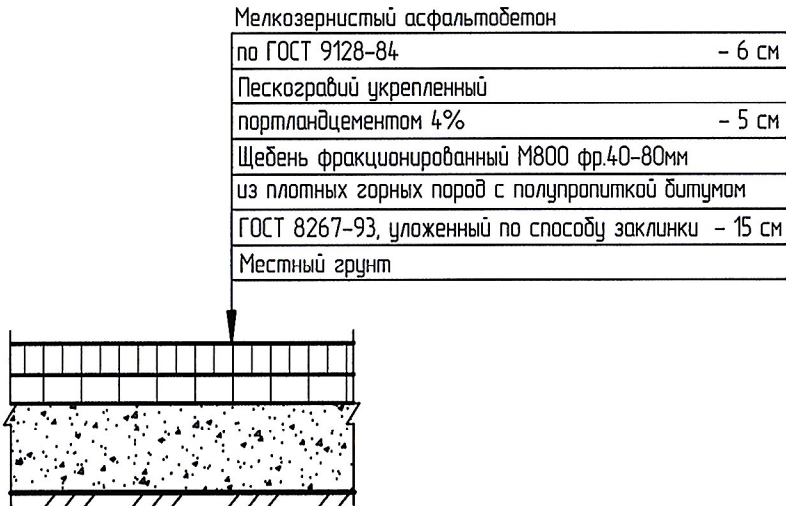 Мелкозернистый асфальтобетон
по ГОСТ 9128-84 - 6 см
Пескогравий укрепленный
портландцементом 4% - 5 см
Щебень фракционированный М800 фр.40-80мм
из плотных горных пород с полупропиткой битумом
ГОСТ 8267-93, уложенный по способу заклинки - 15 см
Местный грунт